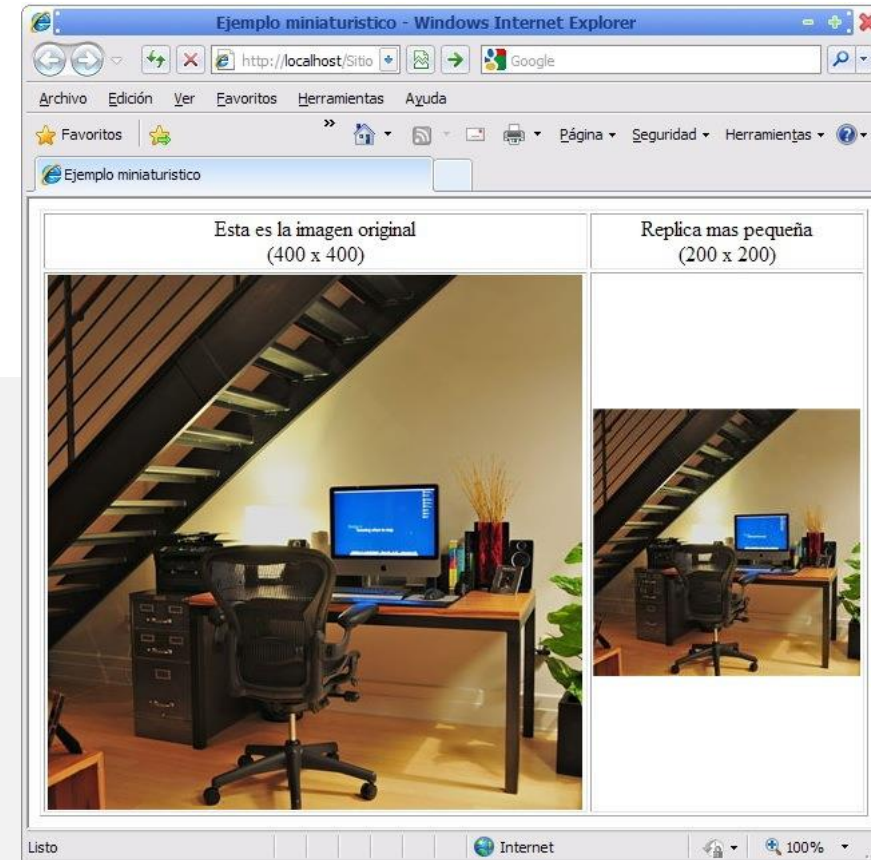 Ejemplo miniaturistico - Windows Internet Explorer
http://localhost/Sitio
Google
Archivo Edición Ver Favoritos Herramientas Ayuda
Favoritos
» Página Seguridad Herramientas
Ejemplo miniaturistico
Esta es la imagen original
(400 x 400)
Replica mas pequeña
(200 x 200)
Listo Internet 100%